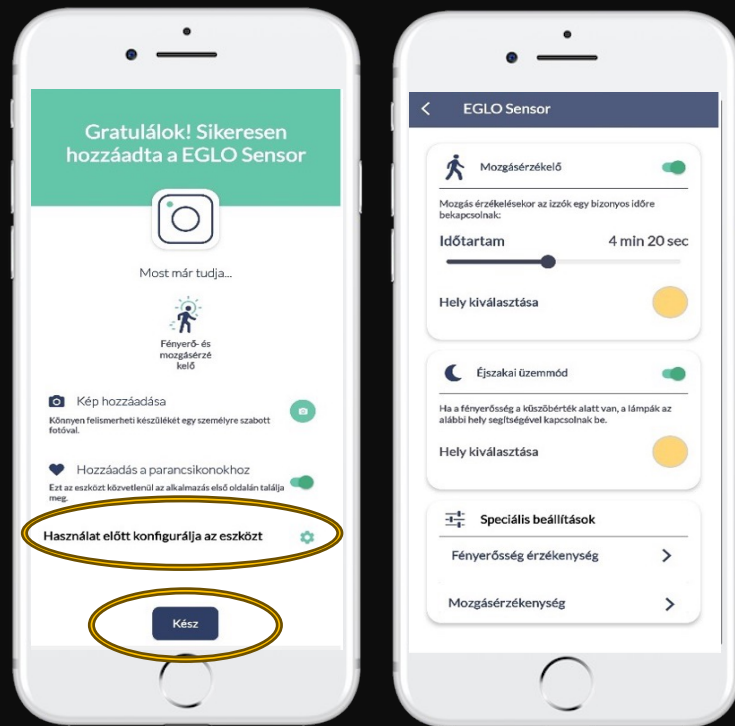 Gratulálok! Sikeresen
hozzáadta a EGLO Sensor
Most már tudja...
Fényerő- és
mozgásérzé
kelő
Kép hozzáadása
Könnyen felismerheti készülékét egy személyre szabott
fotóval.
Hozzáadás a parancsikonokhoz
Ezt az eszközt közvetlenül az alkalmazás első oldalán találja
meg.
Használat előtt konfigurálja az eszközt
Kész
EGLO Sensor
Mozgásérzékelő
Mozgás érzékelésekor az izzók egy bizonyos időre
bekapcsolnak:
Időtartam 4 min 20 sec
Hely kiválasztása
Éjszakai üzemmód
Ha a fényerősség a küszöbérték alatt van, a lámpák az
alábbi hely segítségével kapcsolnak be.
Hely kiválasztása
Speciális beállítások
Fényerősség érzékenység
Mozgásérzékenység